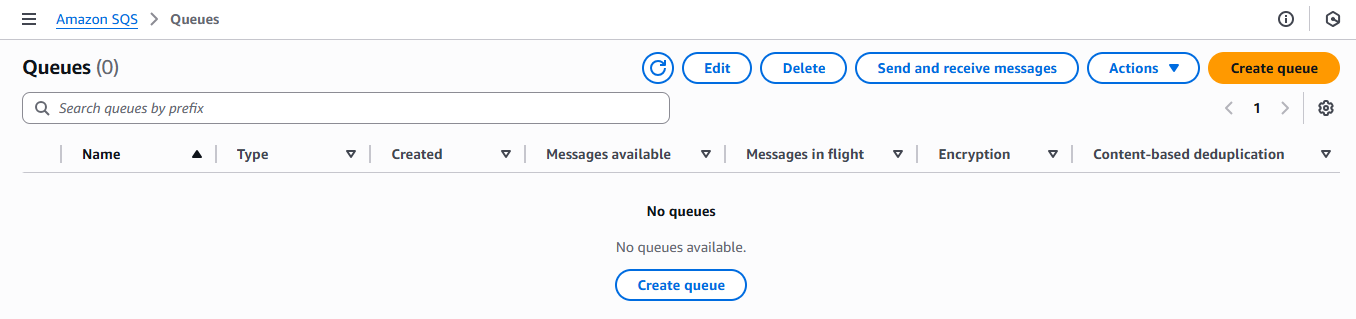 Amazon SQS > Queues
Queues (0)
Edit
Delete
Send and receive messages
Actions
Create queue
Search queues by prefix
1
Name
Type
Created
Messages available
Messages in flight
Encryption
Content-based deduplication
No queues
No queues available.
Create queue